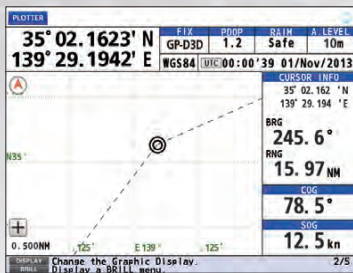 PLOTTER
35° 02.1623' N
139° 29.1942' E
FIX PDOP RAIM A.LEVEL
GP-D3D 1.2 Safe 10m
WGS84 UTC 00:00'39 01/Nov/2013
CURSOR INFO
35° 02.162 'N
139° 29.194 'E
BRG
245.6°
RNG
15.97NM
COG
78.5°
SOG
12.5kn
N35°
0.500NM .125' E 139° .125'
DISPLAY Change the Graphic Display. 2/5
BRILL Display a BRILL menu.